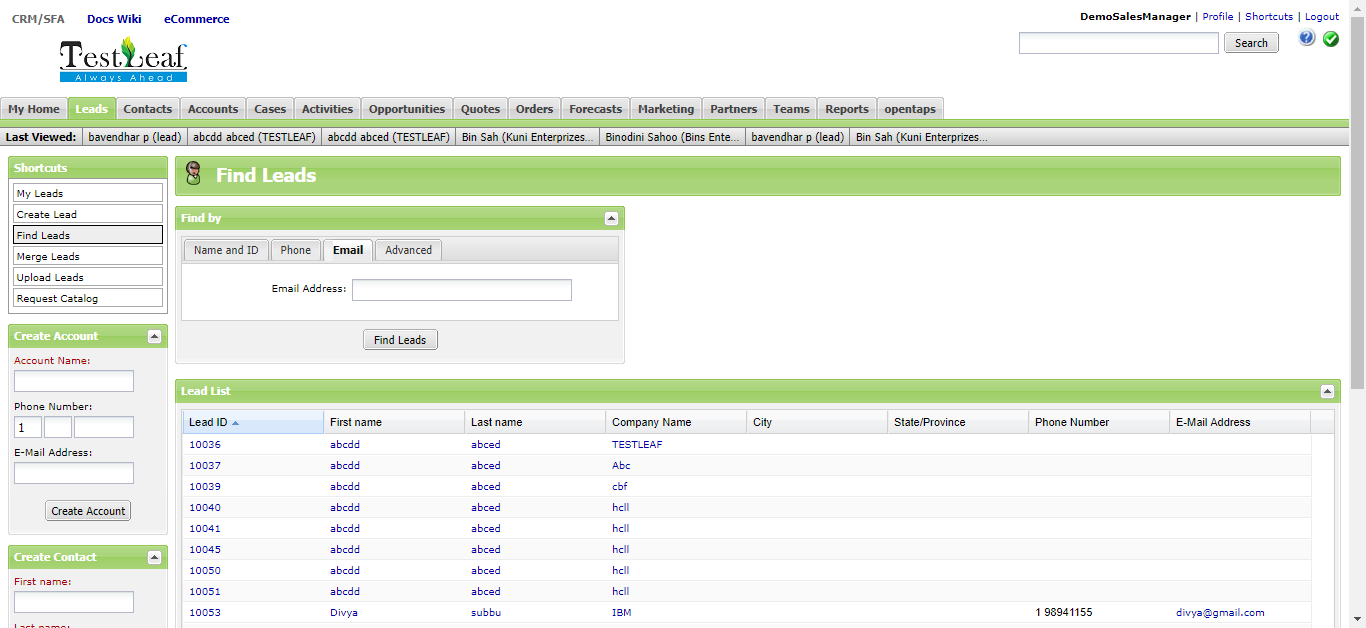 CRM/SFA Docs Wiki eCommerce
DemoSalesManager | Profile | Shortcuts | Logout
TestLeaf
Always Ahead
Search
My Home Leads Contacts Accounts Cases Activities Opportunities Quotes Orders Forecasts Marketing Partners Teams Reports opentaps
Last Viewed: bavendhar p (lead) abcdd abced (TESTLEAF) abcdd abced (TESTLEAF) Bin Sah (Kuni Enterprizes... Binodini Sahoo (Bins Ente... bavendhar p (lead) Bin Sah (Kuni Enterprizes...
Shortcuts
My Leads
Create Lead
Find Leads
Merge Leads
Upload Leads
Request Catalog
Create Account
Account Name:
Phone Number:
1
E-Mail Address:
Create Account
Create Contact
First name:
Last name:
Find Leads
Find by
Name and ID Phone Email Advanced
Email Address:
Find Leads
Lead List
Lead ID First name Last name Company Name City State/Province Phone Number E-Mail Address
10036 abcdd abced TESTLEAF
10037 abcdd abced Abc
10039 abcdd abced cbf
10040 abcdd abced hcll
10041 abcdd abced hcll
10045 abcdd abced hcll
10050 abcdd abced hcll
10051 abcdd abced hcll
10053 Divya subbu IBM 1 98941155 divya@gmail.com